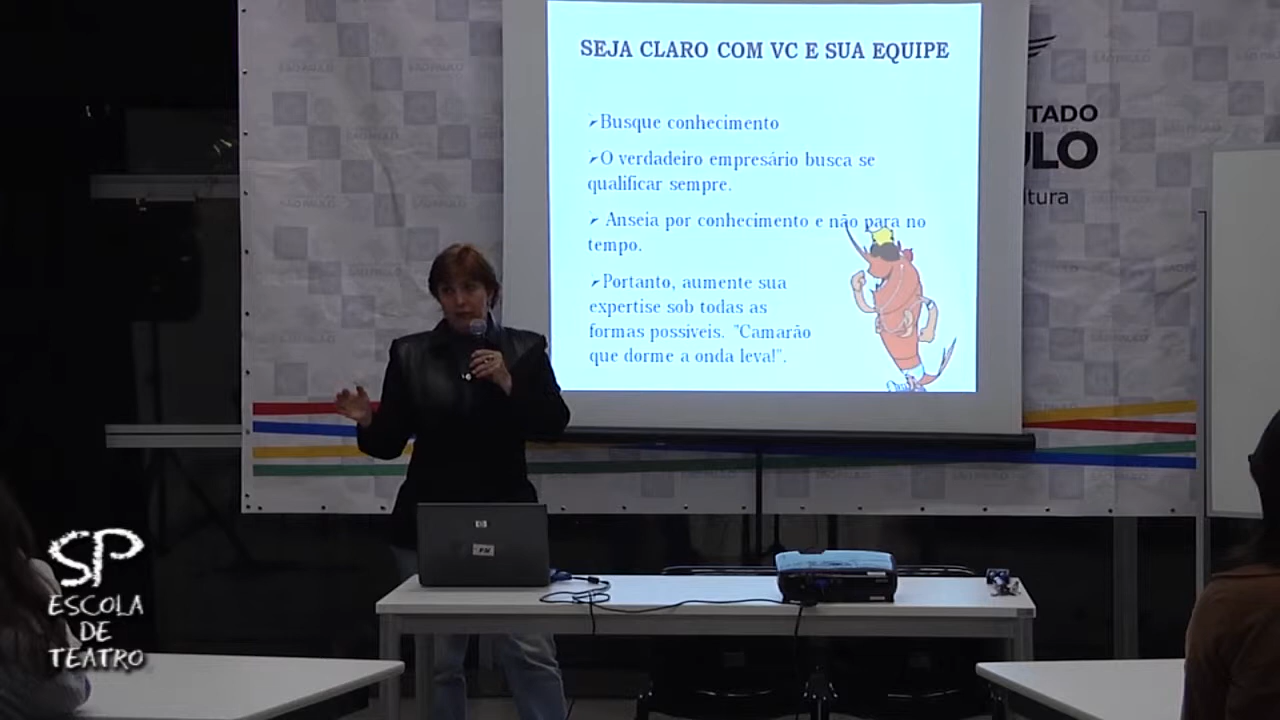 SEJA CLARO COM VC E SUA EQUIPE
➢Busque conhecimento
➢O verdadeiro empresário busca se
qualificar sempre.
➢ Anseia por conhecimento e não para no
tempo.
➢Portanto, aumente sua
expertise sob todas as
formas possíveis. "Camarão
que dorme a onda leva!".
TADO
ULO
ltura
hp
SP
ESCOLA
DE
TEATRO